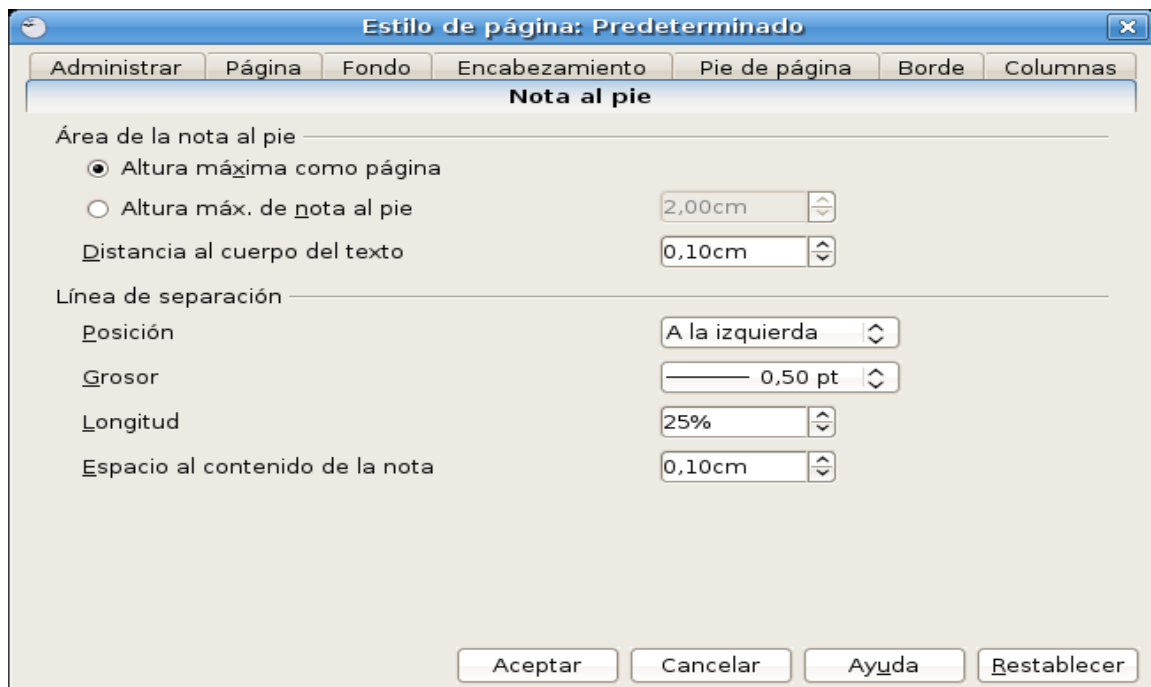 Estilo de página: Predeterminado
Administrar Página Fondo Encabezamiento Pie de página Borde Columnas
Nota al pie
Área de la nota al pie
Altura máxima como página
Altura máx. de nota al pie 2,00cm
Distancia al cuerpo del texto 0,10cm
Línea de separación
Posición A la izquierda
Grosor 0,50 pt
Longitud 25%
Espacio al contenido de la nota 0,10cm
Aceptar Cancelar Ayuda Restablecer